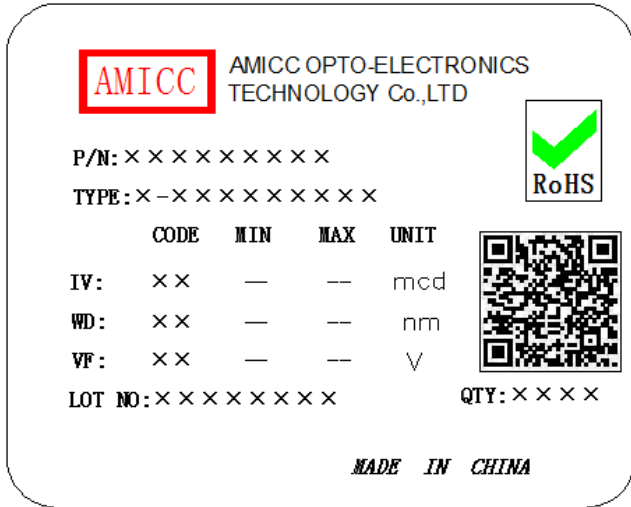 AMICC
AMICC OPTO-ELECTRONICS
TECHNOLOGY Co.,LTD
P/N:×××××××××
RoHS
TYPE:×-×××××××××
CODE MIN MAX UNIT
IV: ×× — -- mcd
WD: ×× — -- nm
VF: ×× — -- V
LOT NO:×××××××× QTY:××××
MADE IN CHINA